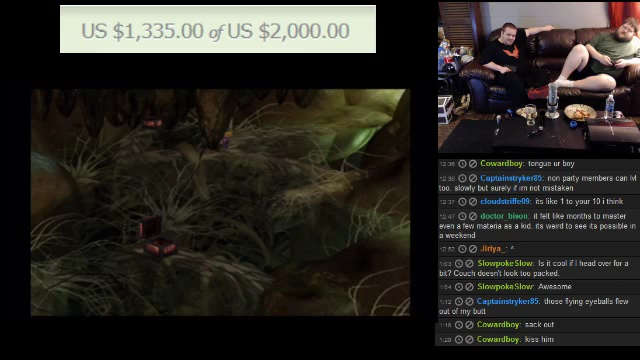 US $1,335.00 of US $2,000.00
12:36 Cowardboy: tongue ur boy
12:36 Captainstryker85: non party members can lvl
too. slowly but surely if im not mistaken
12:37 cloudstriffe09: its like 1 to your 10 i think
12:47 doctor_bison: it felt like months to master
even a few materia as a kid. its weird to see its possible in
a weekend
12:52 Jiriya_: ^
1:03 SlowpokeSlow: Is it cool if I head over for a
bit? Couch doesn't look too packed.
1:04 SlowpokeSlow: Awesome
1:12 Captainstryker85: those flying eyeballs flew
out of my butt
1:19 Cowardboy: sack out
1:20 Cowardboy: kiss him